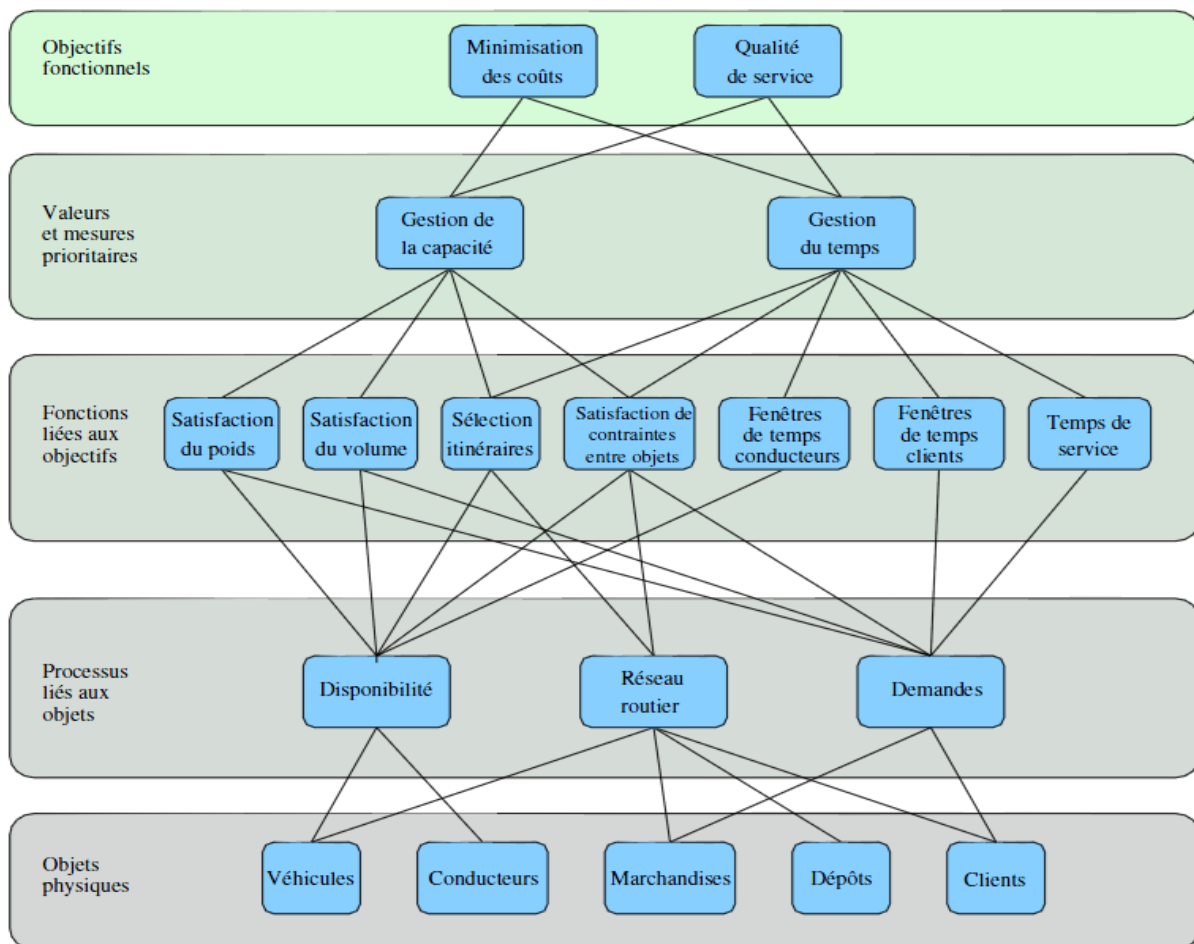 Objectifs
fonctionnels
Minimisation
des coûts
Qualité
de service
Valeurs
et mesures
prioritaires
Gestion de
la capacité
Gestion
du temps
Fonctions
liées aux
objectifs
Satisfaction
du poids
Satisfaction
du volume
Sélection
itinéraires
Satisfaction de
contraintes
entre objets
Fenêtres
de temps
conducteurs
Fenêtres
de temps
clients
Temps de
service
Processus
liés aux
objets
Disponibilité
Réseau
routier
Demandes
Objets
physiques
Véhicules
Conducteurs
Marchandises
Dépôts
Clients